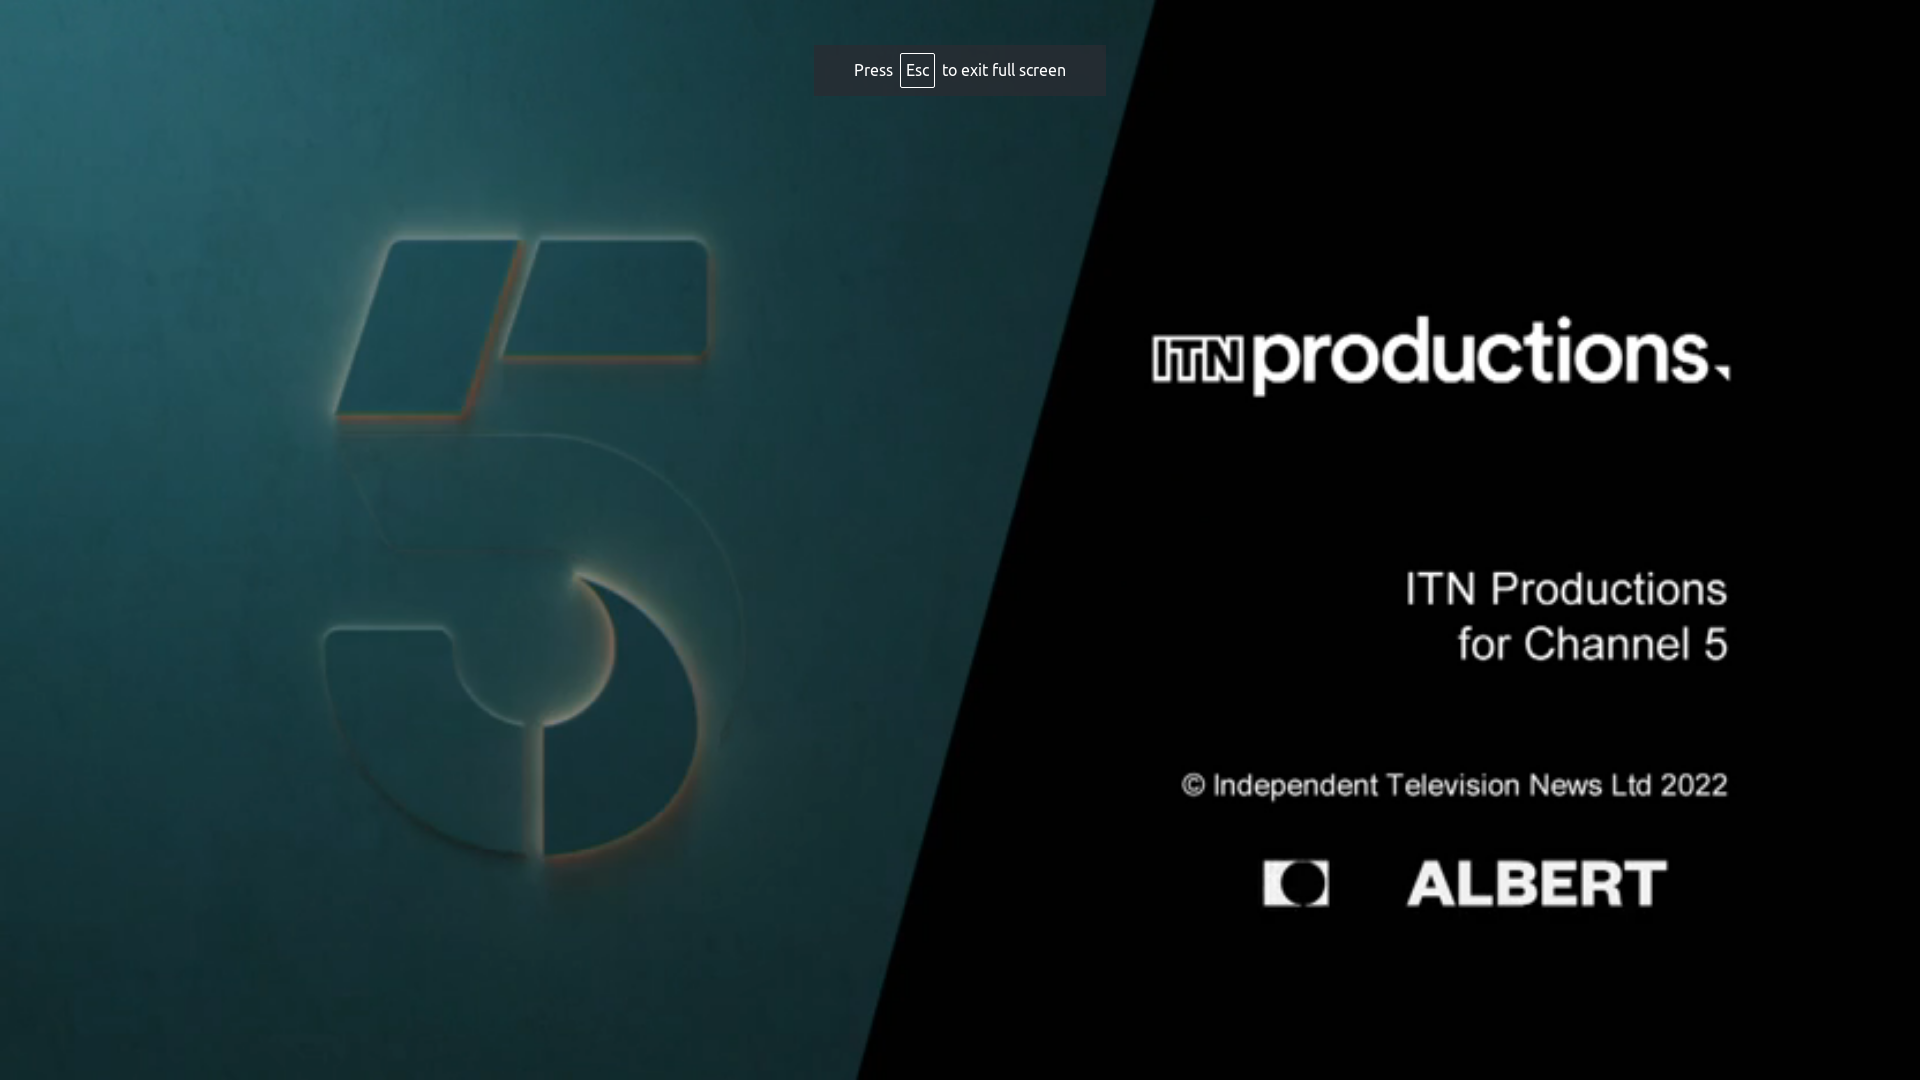 Press Esc to exit full screen
5
ITN productions.
ITN Productions
for Channel 5
© Independent Television News Ltd 2022
ALBERT